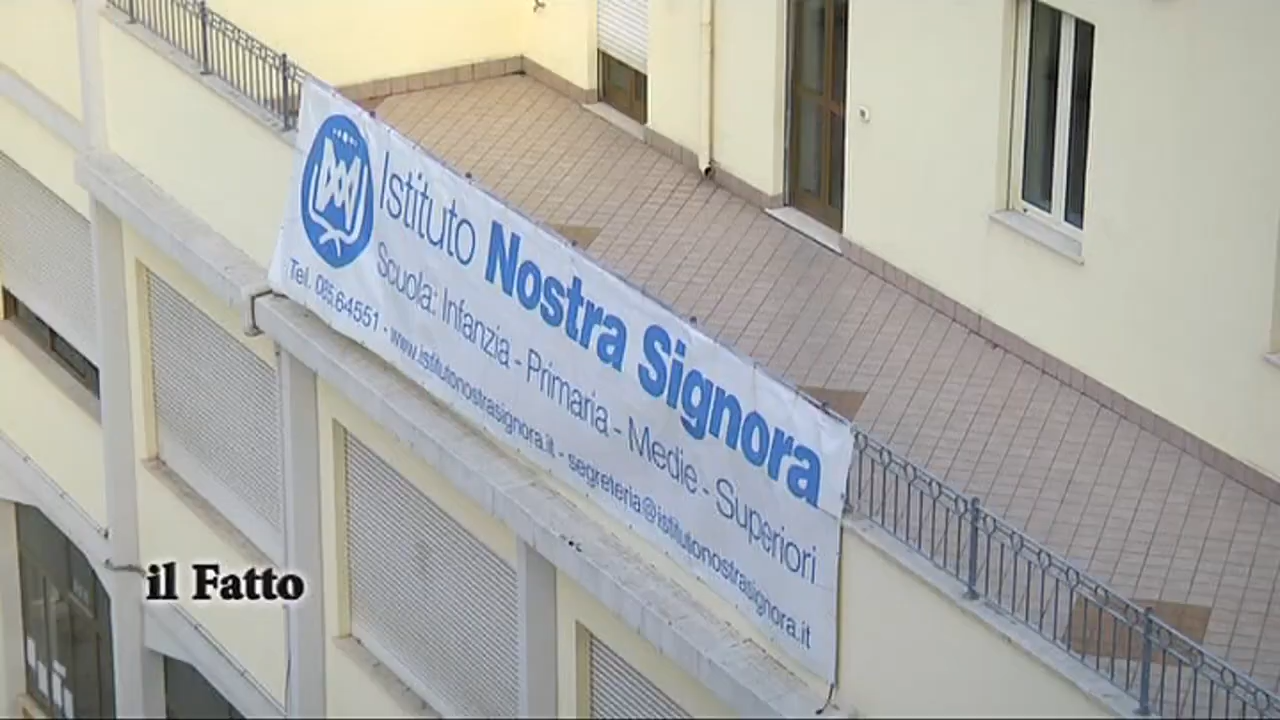 Istituto Nostra Signora
Scuola: Infanzia - Primaria - Medie - Superiori
Tel. 085.64551 - www.istitutonostrasignora.it - segreteria@istitutonostrasignora.it
il Fatto